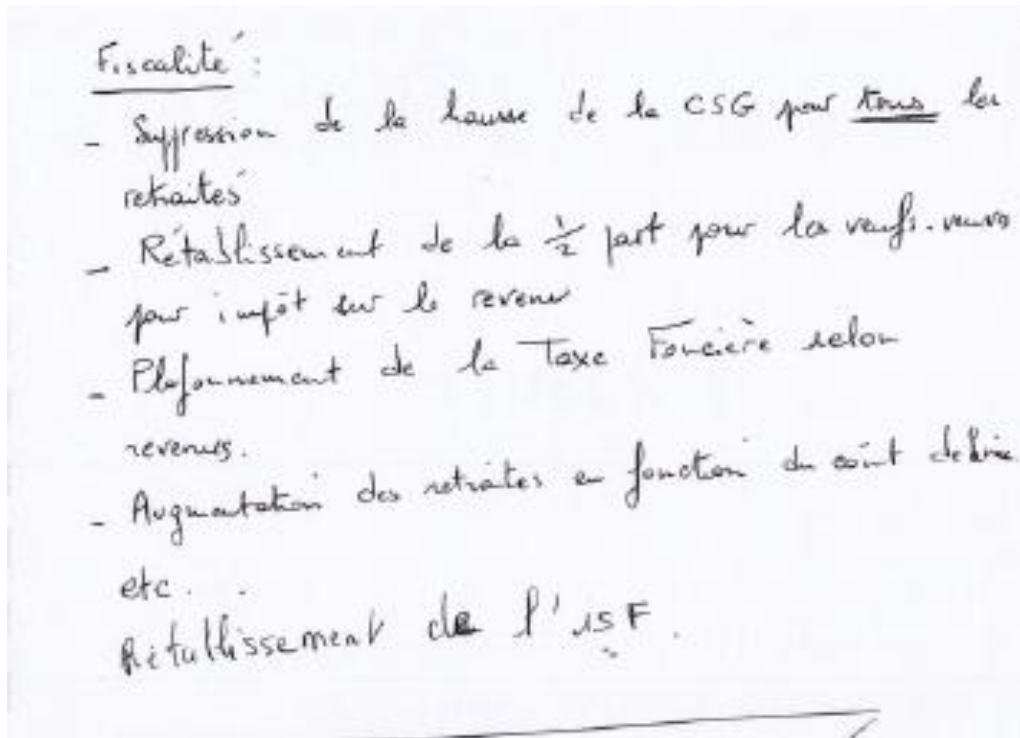 Fiscalité :
- Suppression de la hausse de la CSG pour tous les
retraités
- Rétablissement de la 1/2 part pour les veufs. veuves
pour impôt sur le revenu
- Plafonnement de la Taxe Foncière selon
revenus.
- Augmentation des retraites en fonction du coût de la vie
etc. .
Rétablissement de l'ISF.